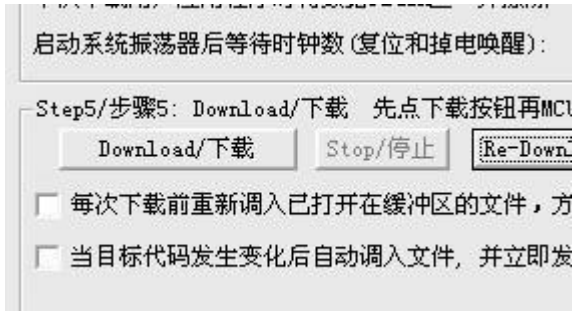 启动系统振荡器后等待时钟数(复位和掉电唤醒):
Step5/步骤5: Download/下载 先点下载按钮再MCU
Download/下载 Stop/停止 Re-Downl
每次下载前重新调入已打开在缓冲区的文件，方
当目标代码发生变化后自动调入文件, 并立即发